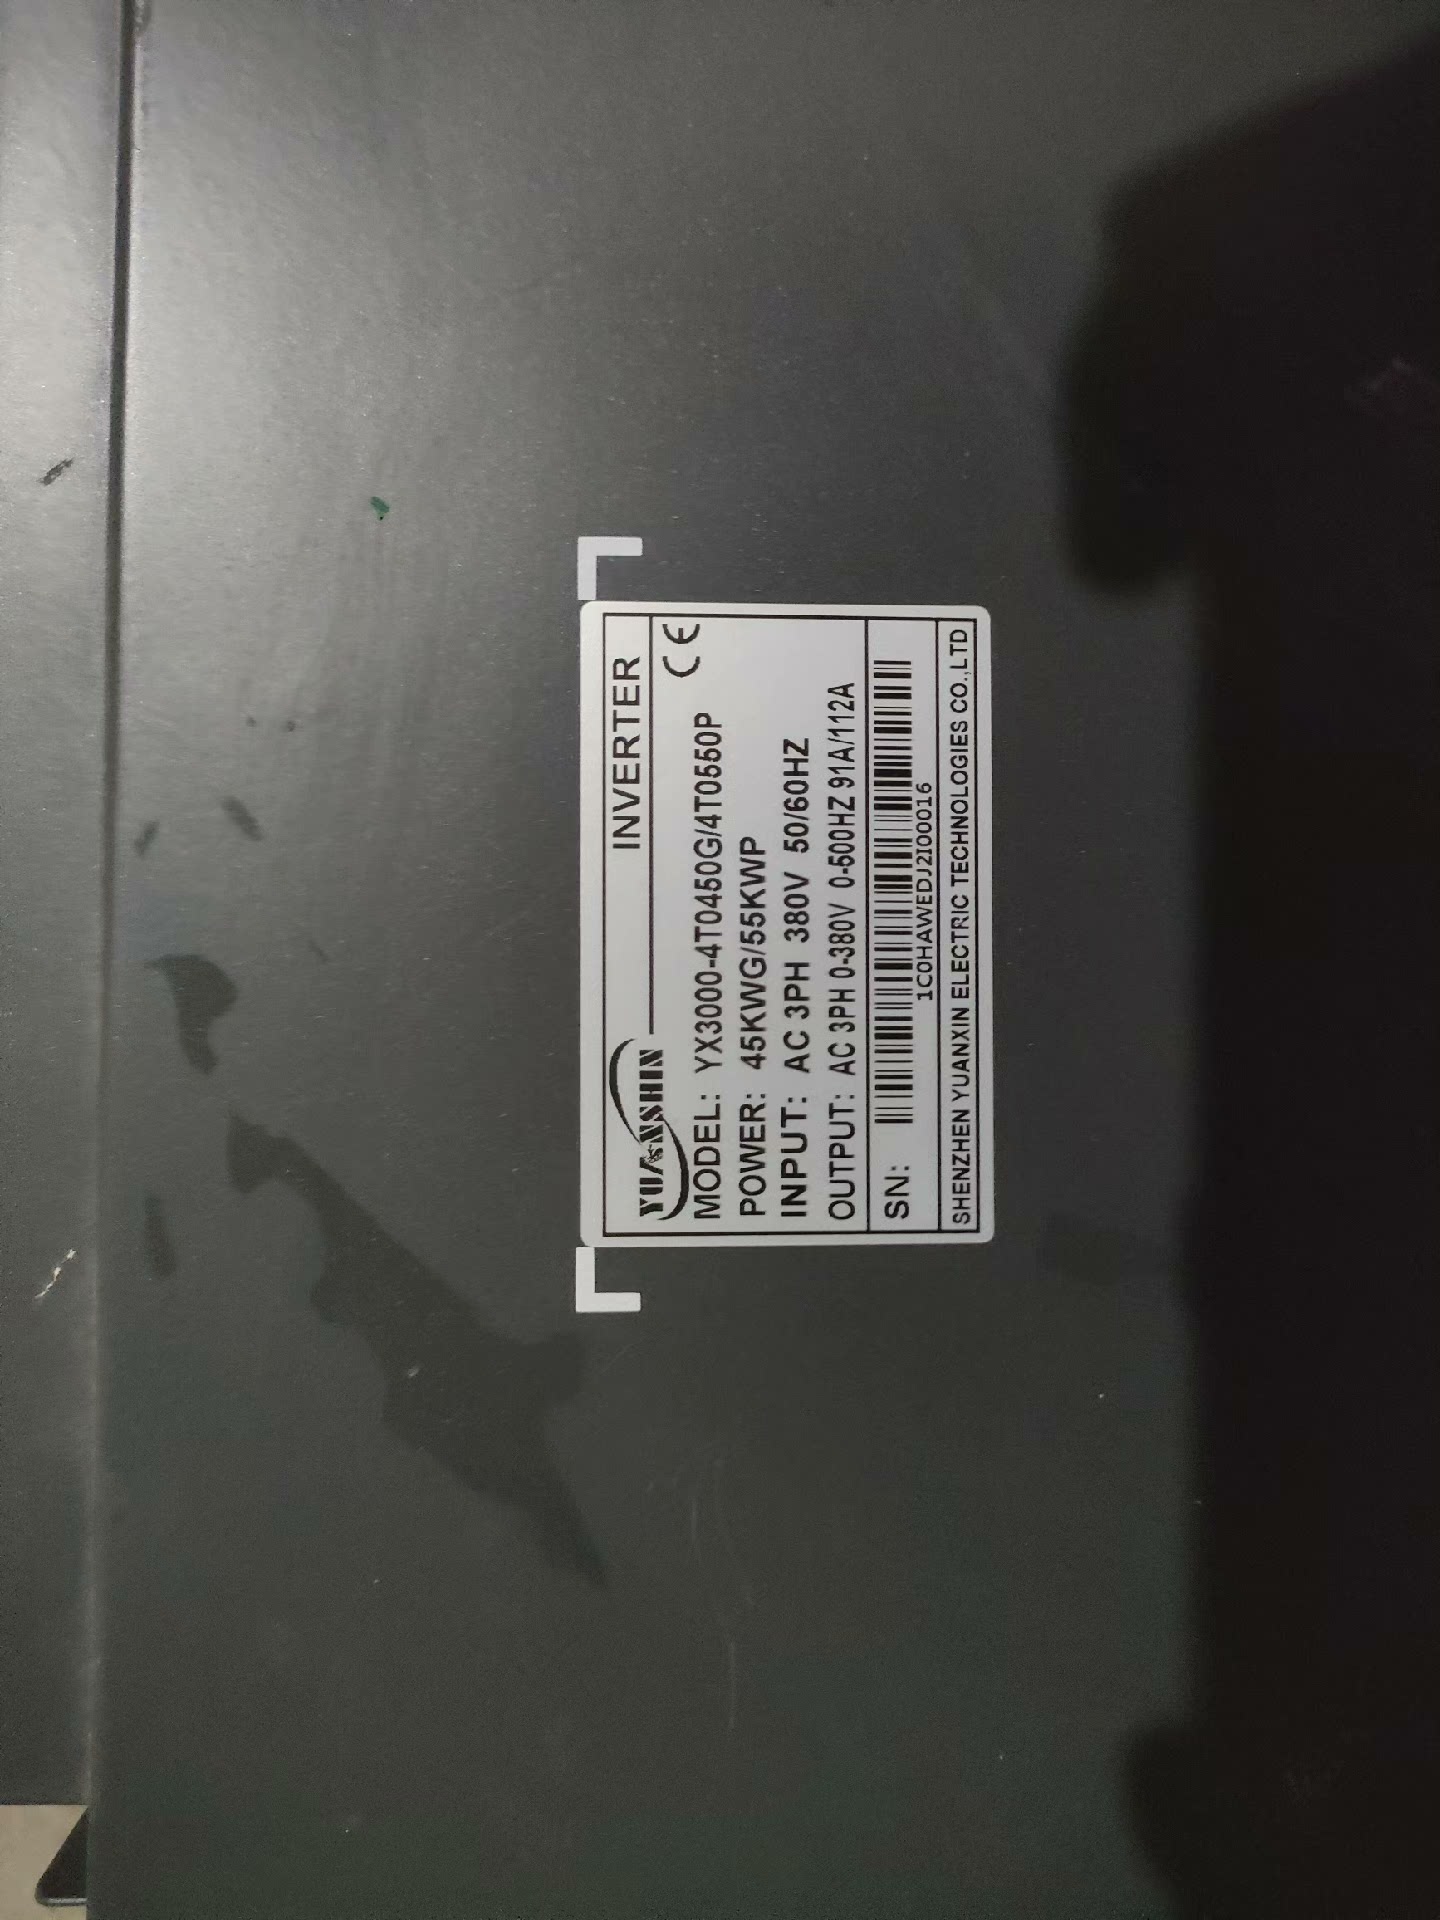 YUANSHIN INVERTER
CE
MODEL: YX3000-4T0450G/4T0550P
POWER: 45KWG/55KWP
INPUT: AC 3PH 380V 50/60HZ
OUTPUT: AC 3PH 0-380V 0-500HZ 91A/112A
SN:
1C0HAWEDJ2I00016
SHENZHEN YUANXIN ELECTRIC TECHNOLOGIES CO.,LTD